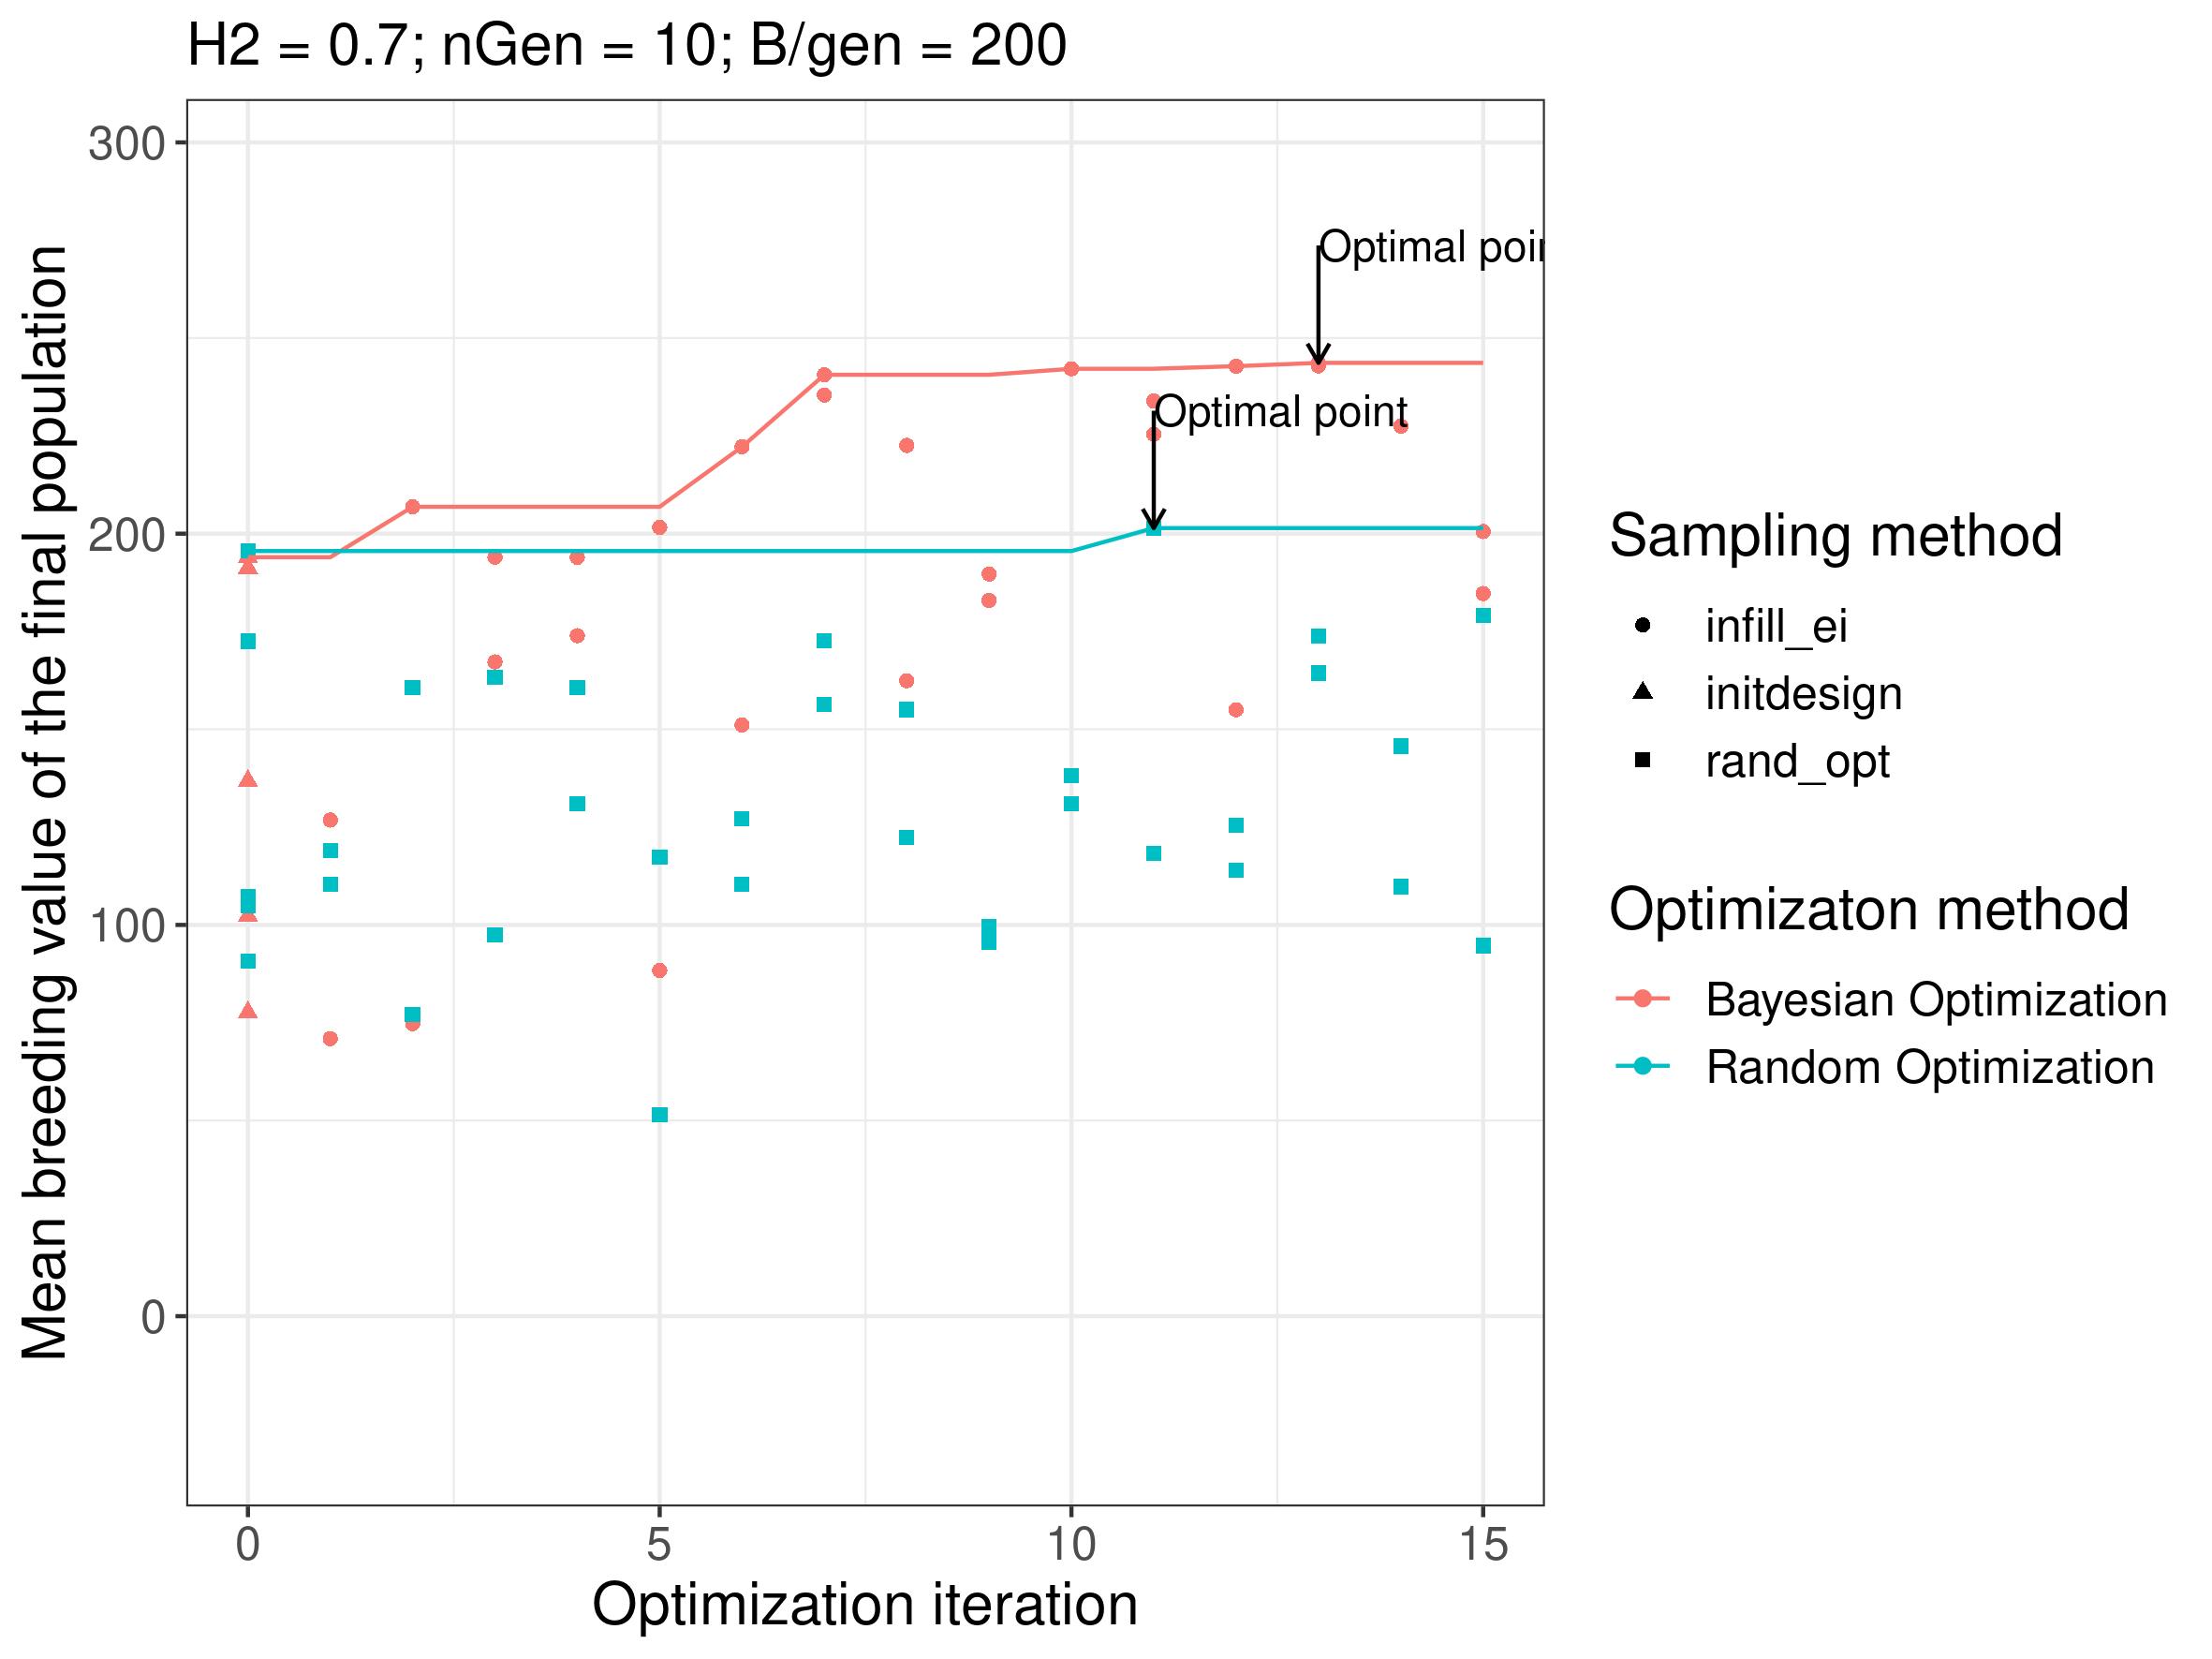 H2 = 0.7; nGen = 10; B/gen = 200
Mean breeding value of the final population
300
200
100
0
Optimal poin
Optimal point
0
5
10
15
Optimization iteration
Sampling method
infill_ei
initdesign
rand_opt
Optimizaton method
Bayesian Optimization
Random Optimization